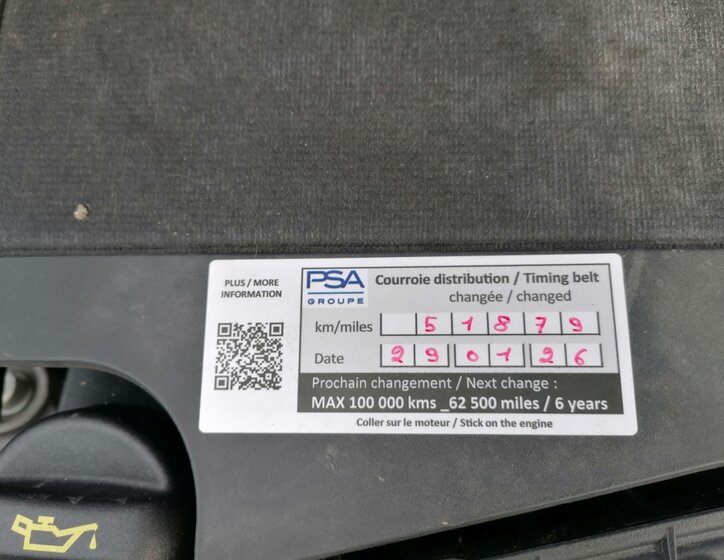 PLUS / MORE
INFORMATION
PSA
GROUPE
Courroie distribution / Timing belt
changée / changed
km/miles 5 1 8 7 9
Date 2 9 0 1 2 6
Prochain changement / Next change :
MAX 100 000 kms _62 500 miles / 6 years
Coller sur le moteur / Stick on the engine